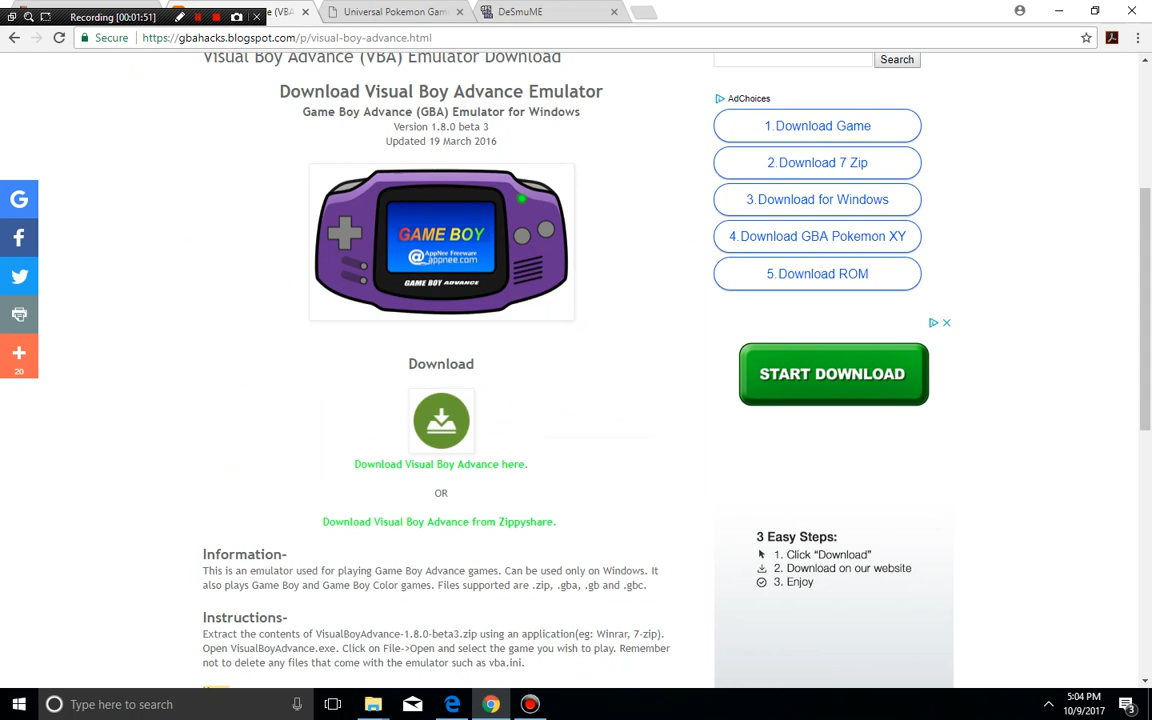 Recording [00:01:51]
e (VBA
Universal Pokemon Gam
DeSmuME
Secure
https://gbahacks.blogspot.com/p/visual-boy-advance.html
Visual Boy Advance (VBA) Emulator Download
Search
Download Visual Boy Advance Emulator
Game Boy Advance (GBA) Emulator for Windows
Version 1.8.0 beta 3
Updated 19 March 2016
GAME BOY
@AppNee Freeware
appnee.com
GAME BOY ADVANCE
Download
Download Visual Boy Advance here.
OR
Download Visual Boy Advance from Zippyshare.
Information-
This is an emulator used for playing Game Boy Advance games. Can be used only on Windows. It
also plays Game Boy and Game Boy Color games. Files supported are .zip, .gba, .gb and .gbc.
Instructions-
Extract the contents of VisualBoyAdvance-1.8.0-beta3.zip using an application(eg: Winrar, 7-zip).
Open VisualBoyAdvance.exe. Click on File->Open and select the game you wish to play. Remember
not to delete any files that come with the emulator such as vba.ini.
AdChoices
1.Download Game
2.Download 7 Zip
3.Download for Windows
4.Download GBA Pokemon XY
5.Download ROM
START DOWNLOAD
3 Easy Steps:
1. Click "Download"
2. Download on our website
3. Enjoy
G
f
20
Type here to search
5:04 PM
10/9/2017
3